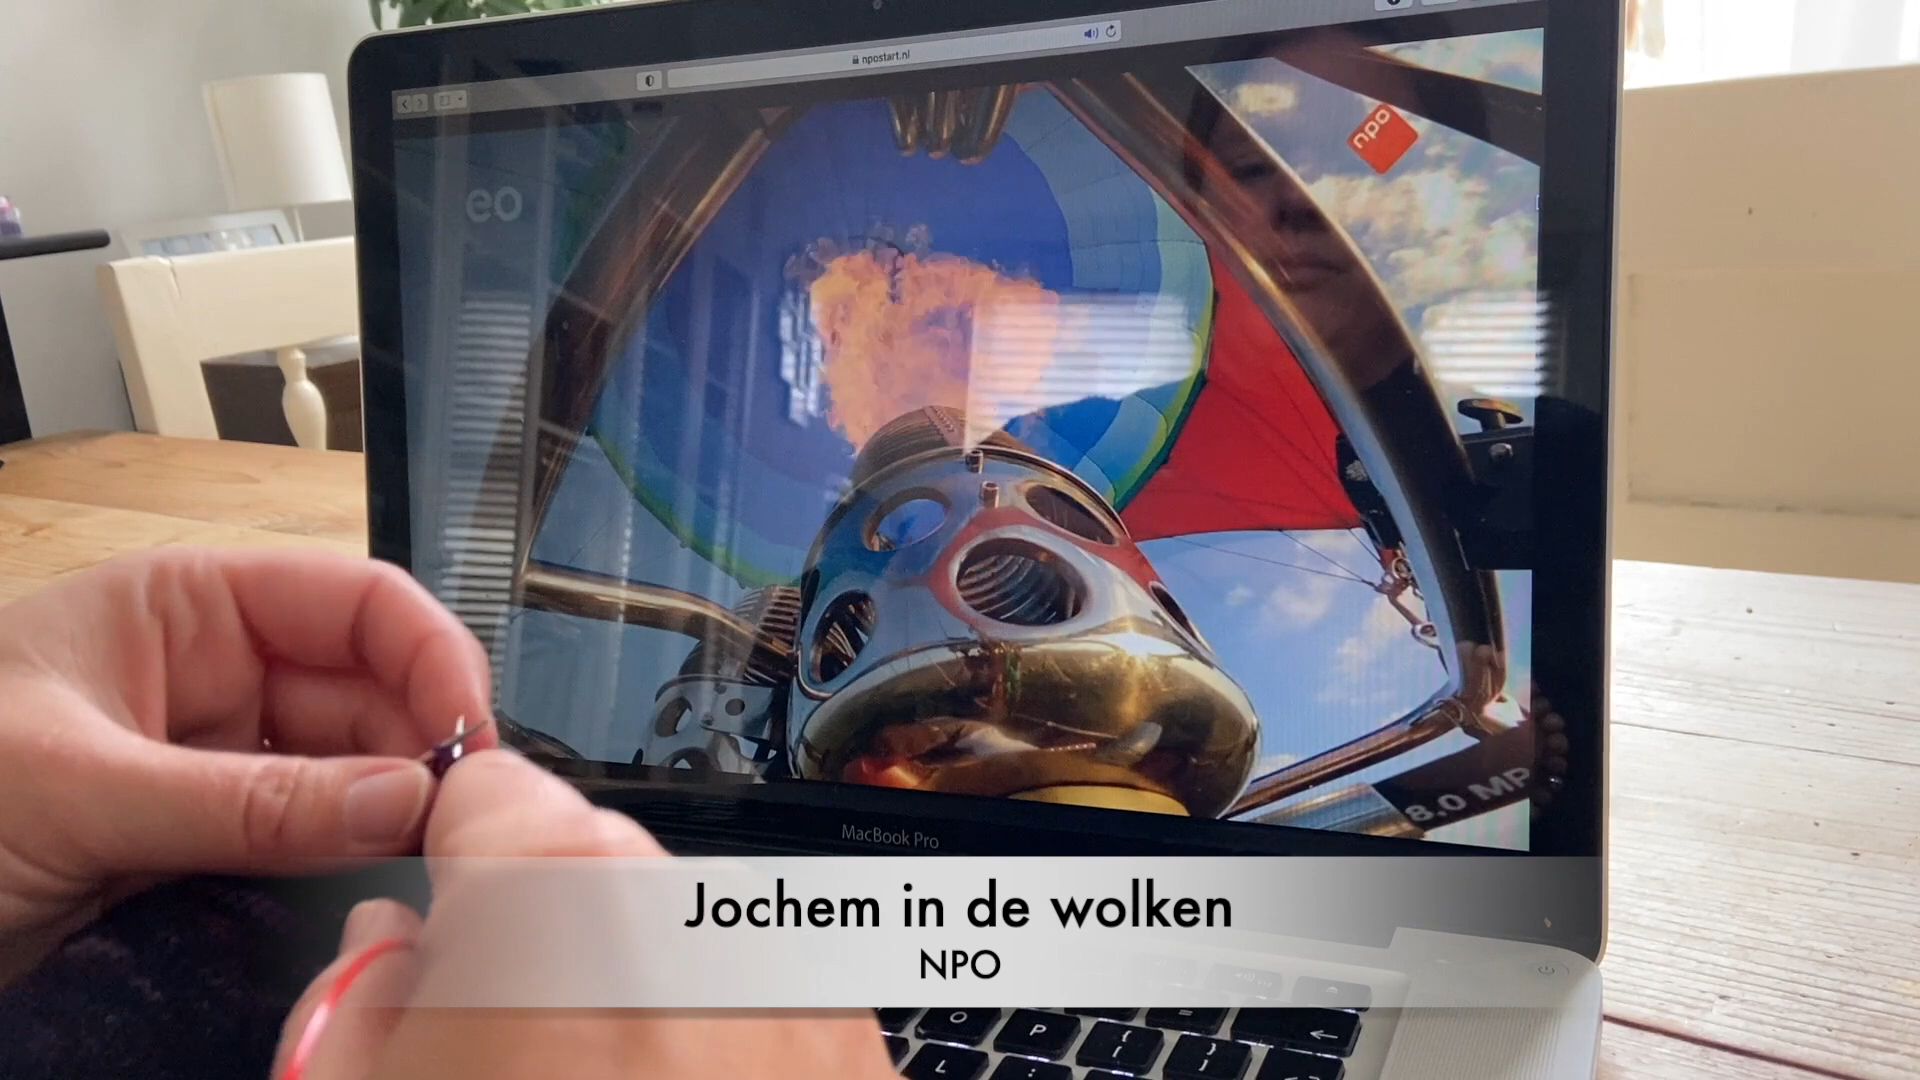 npostart.nl
npo
eo
8.0 MP
MacBook Pro
Jochem in de wolken
NPO
O
P
{
[
}
]
L
:
=